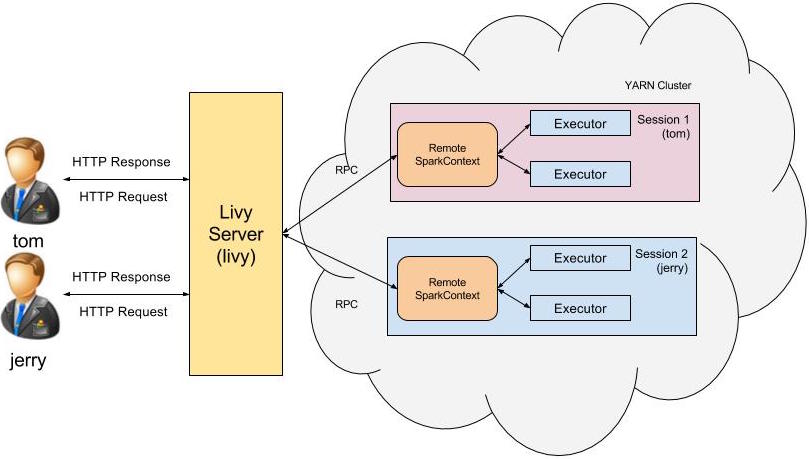 YARN Cluster
Session 1
(tom)
Executor
Remote
SparkContext
Executor
RPC
HTTP Response
HTTP Request
tom
Livy
Server
(livy)
HTTP Response
HTTP Request
jerry
Session 2
(jerry)
Executor
Remote
SparkContext
Executor
RPC